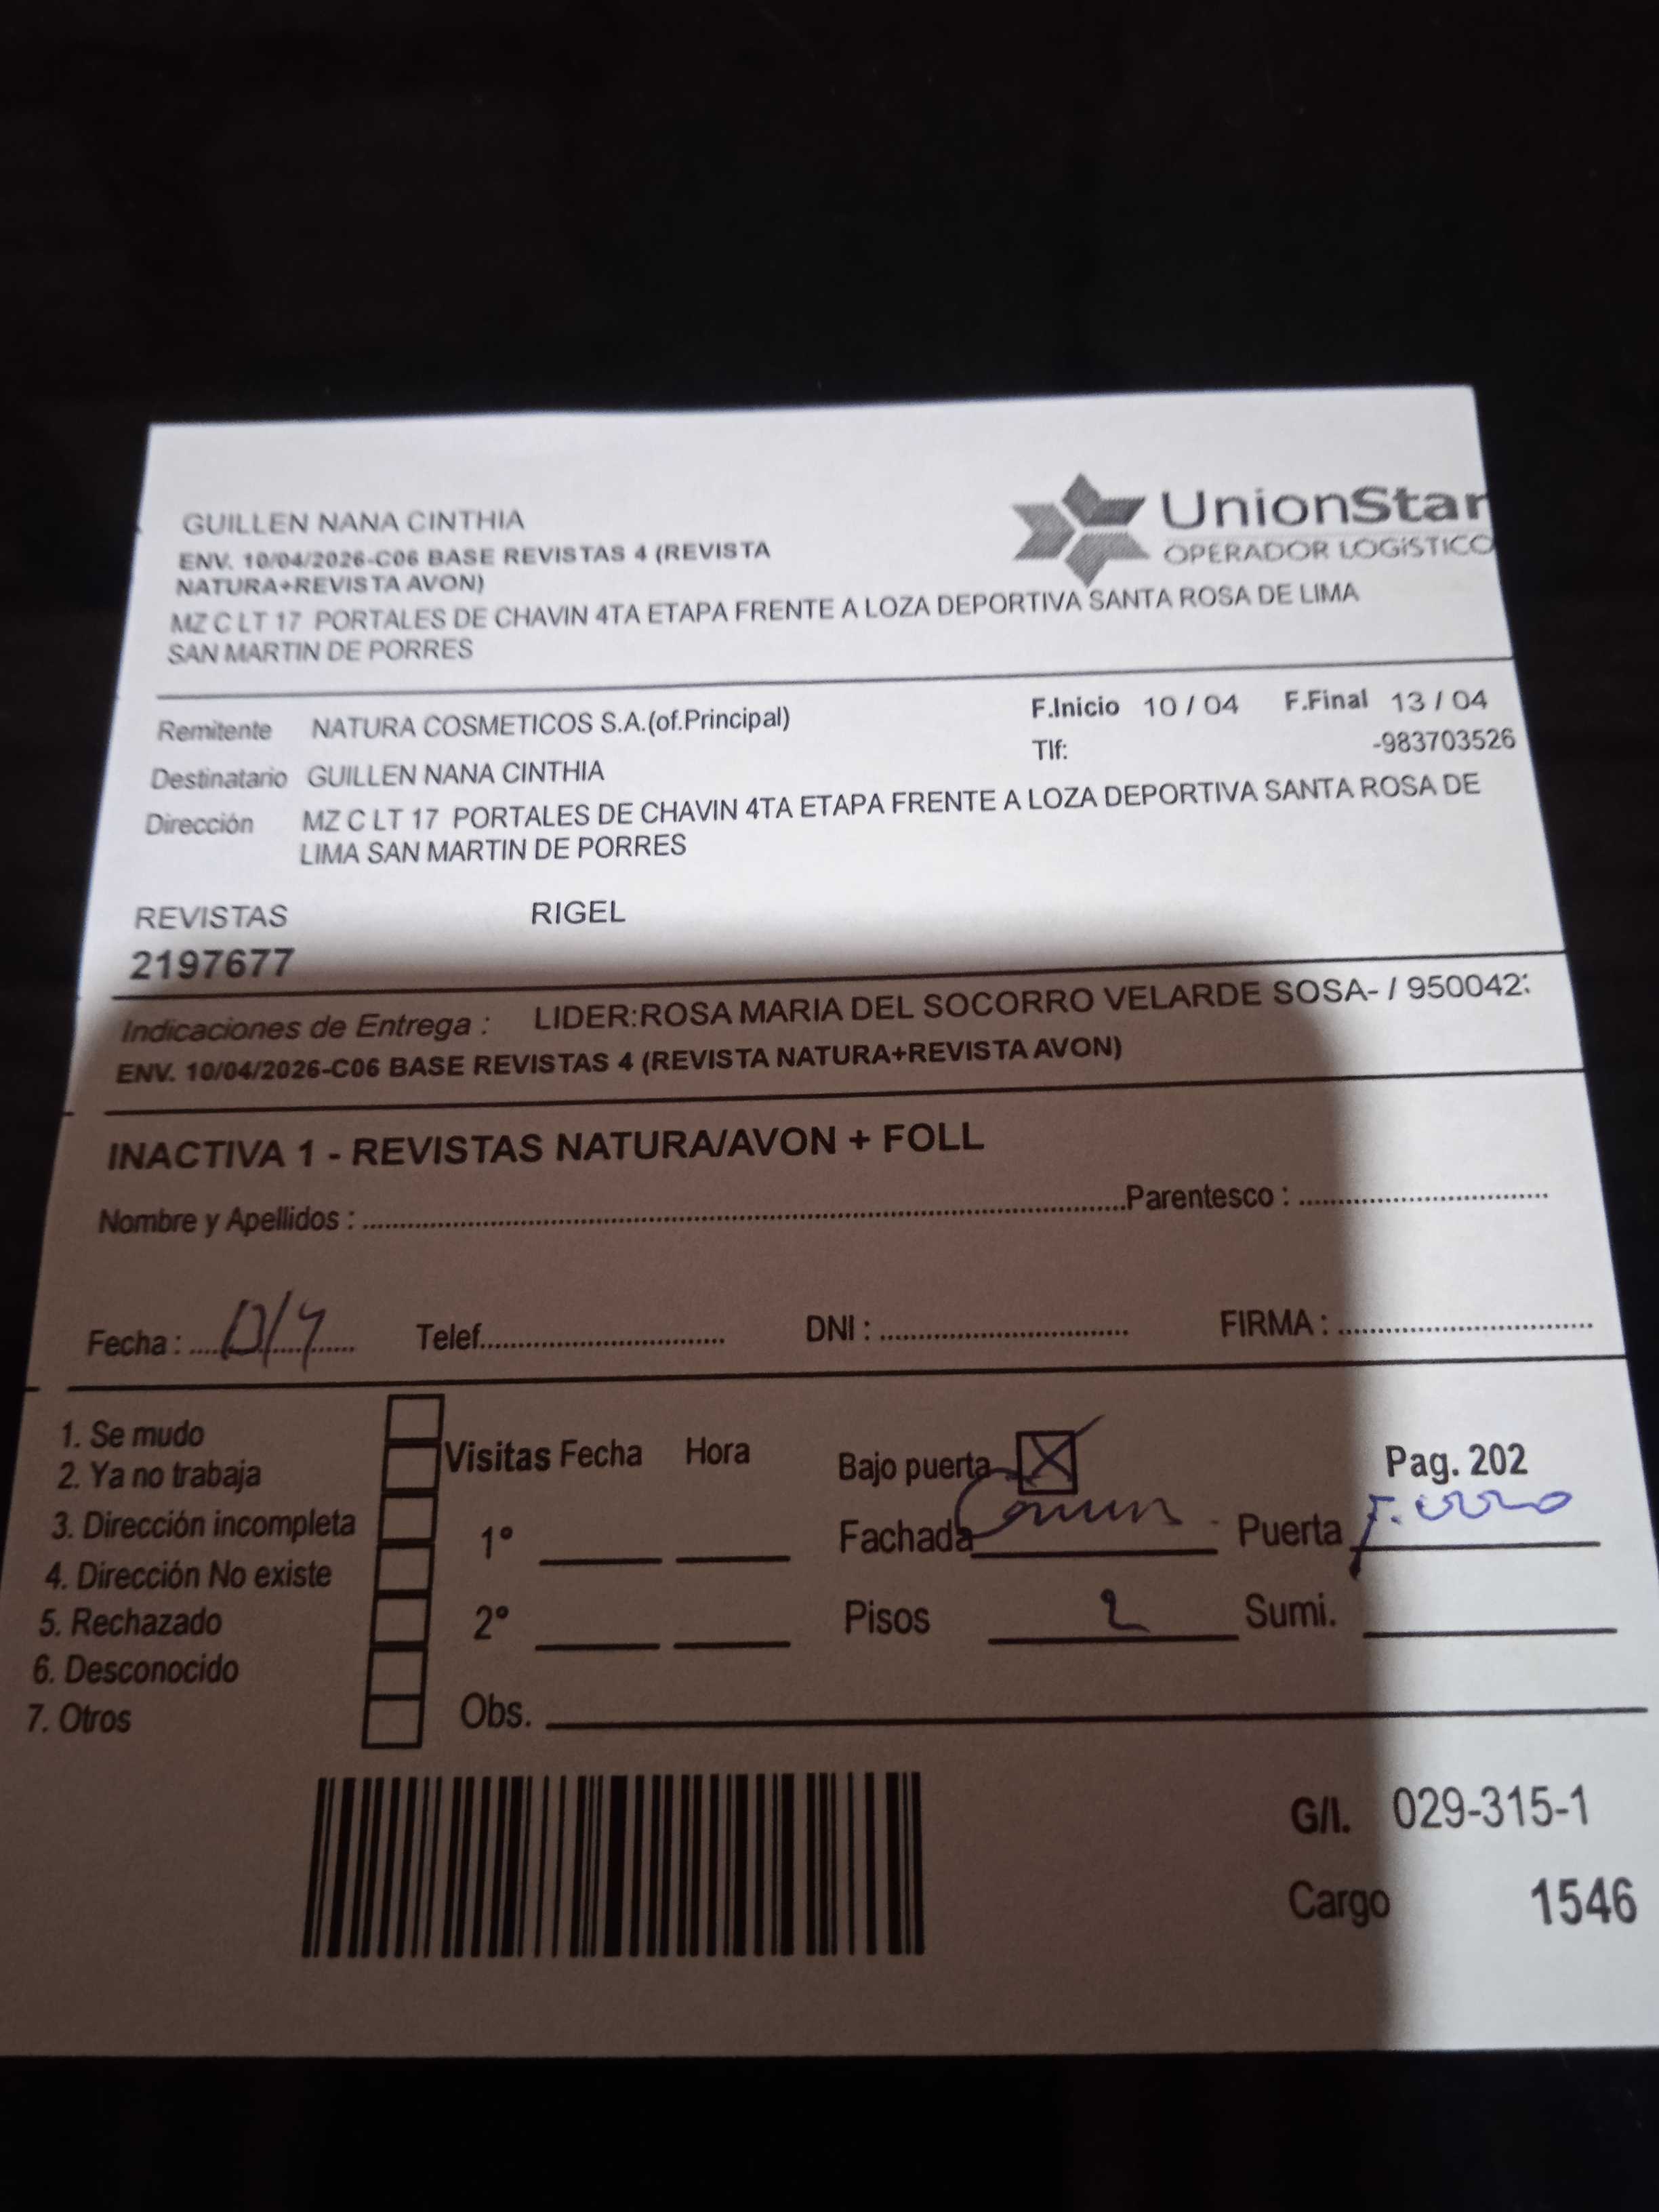 GUILLEN NANA CINTHIA
UnionStar
OPERADOR LOGÍSTICO
ENV. 10/04/2026-C06 BASE REVISTAS 4 (REVISTA
NATURA+REVISTA AVON)
MZ C LT 17 PORTALES DE CHAVIN 4TA ETAPA FRENTE A LOZA DEPORTIVA SANTA ROSA DE LIMA
SAN MARTIN DE PORRES
Remitente NATURA COSMETICOS S.A.(of.Principal) F.Inicio 10 / 04 F.Final 13 / 04
Tlf: -983703526
Destinatario GUILLEN NANA CINTHIA
Dirección MZ C LT 17 PORTALES DE CHAVIN 4TA ETAPA FRENTE A LOZA DEPORTIVA SANTA ROSA DE
LIMA SAN MARTIN DE PORRES
REVISTAS RIGEL
2197677
Indicaciones de Entrega : LIDER:ROSA MARIA DEL SOCORRO VELARDE SOSA- / 950042
ENV. 10/04/2026-C06 BASE REVISTAS 4 (REVISTA NATURA+REVISTA AVON)
INACTIVA 1 - REVISTAS NATURA/AVON + FOLL
Nombre y Apellidos : Parentesco :
Fecha : Telef. DNI : FIRMA :
1. Se mudo
2. Ya no trabaja
3. Dirección incompleta
4. Dirección No existe
5. Rechazado
6. Desconocido
7. Otros
Visitas Fecha Hora
1°
2°
Obs.
Bajo puerta Pag. 202
Fachada Puerta
Pisos 2 Sumi.
G/I. 029-315-1
Cargo 1546